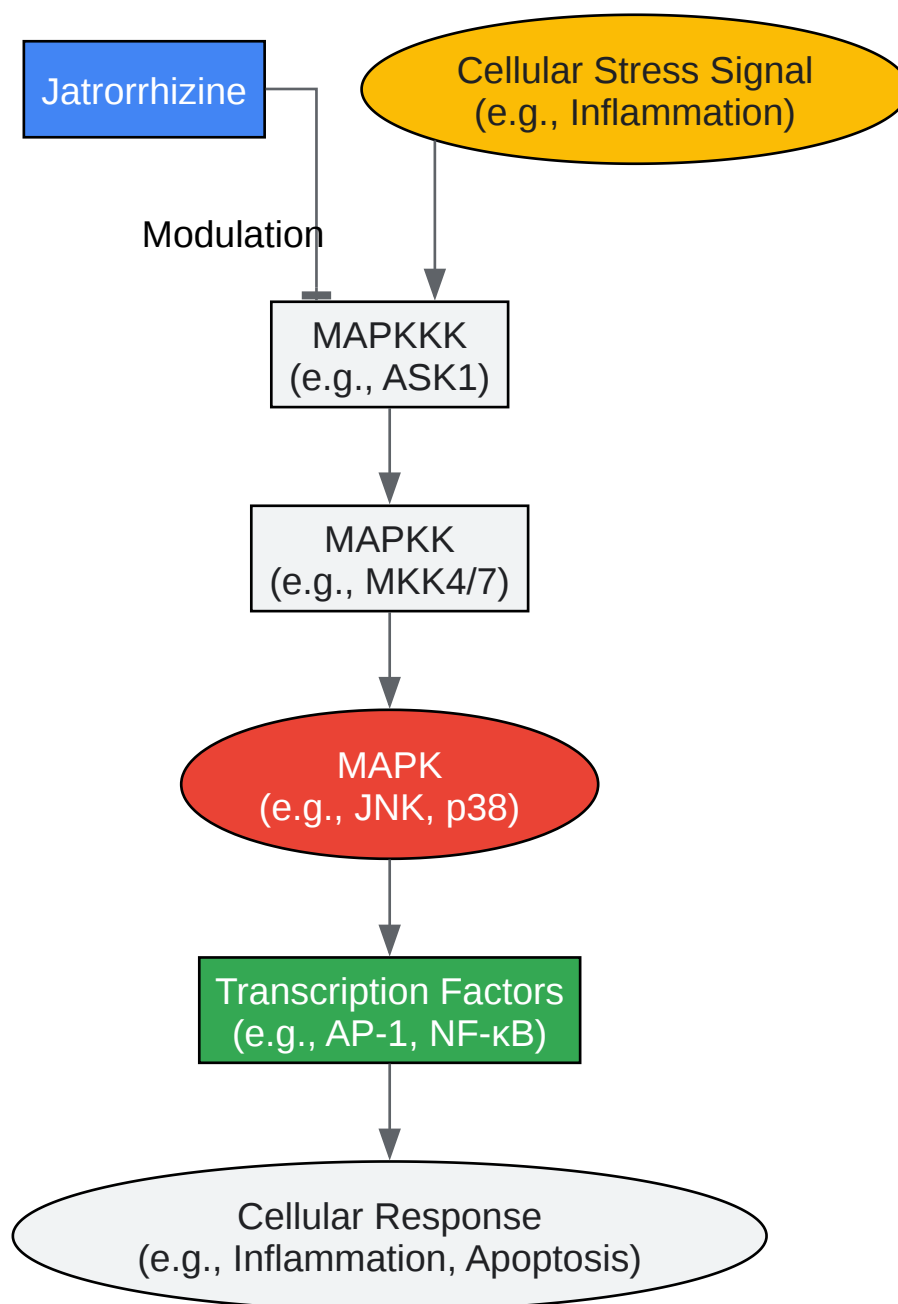 Jatrorrhizine
Cellular Stress Signal
(e.g., Inflammation)
Modulation
MAPKKK
(e.g., ASK1)
MAPKK
(e.g., MKK4/7)
MAPK
(e.g., JNK, p38)
Transcription Factors
(e.g., AP-1, NF-κB)
Cellular Response
(e.g., Inflammation, Apoptosis)